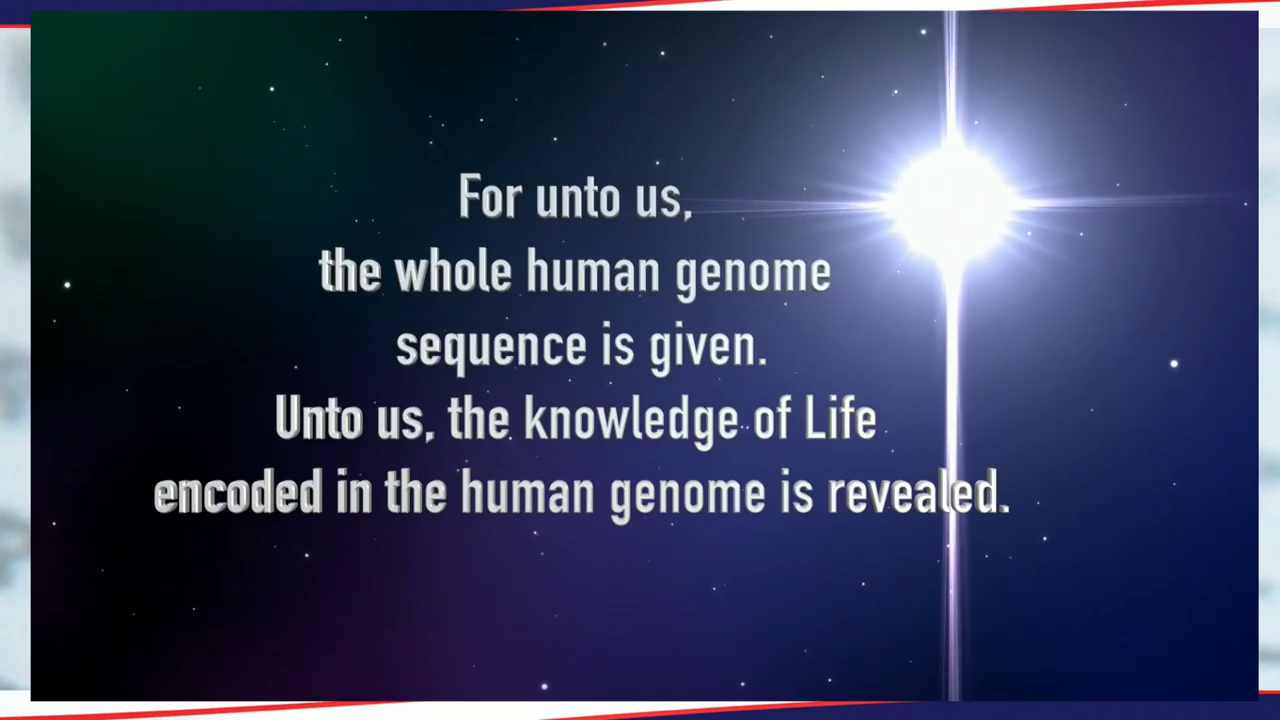 For unto us,
the whole human genome
sequence is given.
Unto us, the knowledge of Life
encoded in the human genome is revealed.